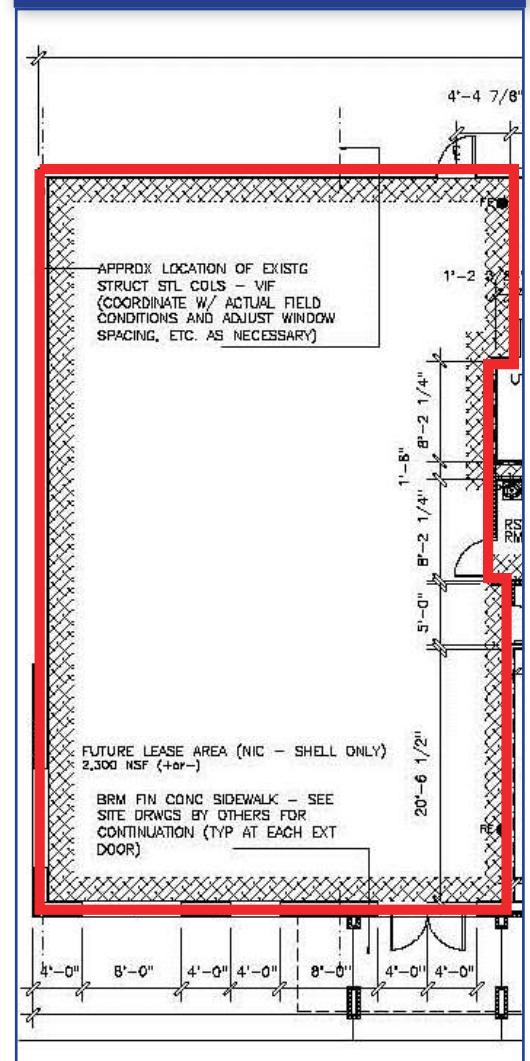 4'-4 7/8"
FE
APPROX LOCATION OF EXISTG
STRUCT STL COLS - VIF
(COORDINATE W/ ACTUAL FIELD
CONDITIONS AND ADJUST WINDOW
SPACING, ETC. AS NECESSARY)
8'-2 1/4"
1'-8"
8'-2 1/4"
RS
RM
5'-0"
20'-6 1/2"
FUTURE LEASE AREA (NIC - SHELL ONLY)
2,300 NSF (+or-)
BRM FIN CONC SIDEWALK - SEE
SITE DRWGS BY OTHERS FOR
CONTINUATION (TYP AT EACH EXT
DOOR)
FE
4'-0" 8'-0" 4'-0" 4'-0" 8'-0" 4'-0" 4'-0"